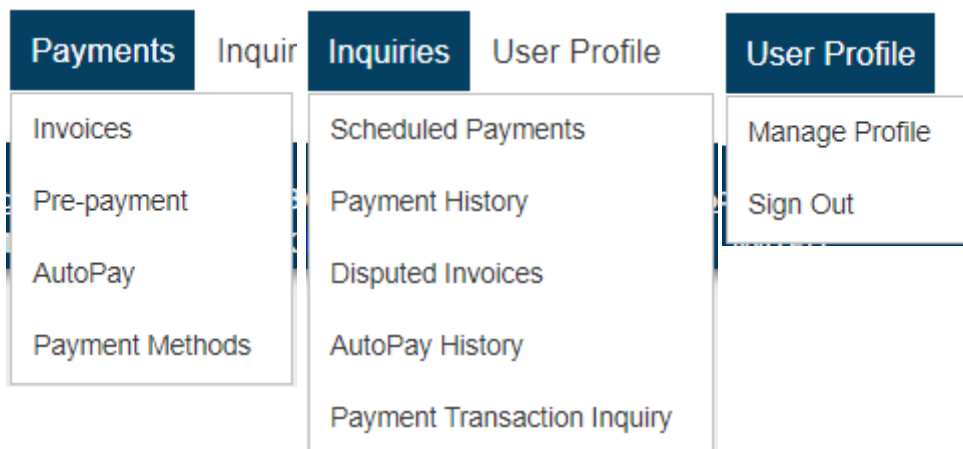 Payments
Invoices
Pre-payment
AutoPay
Payment Methods
Inquiries User Profile
Scheduled Payments
Payment History
Disputed Invoices
AutoPay History
Payment Transaction Inquiry
User Profile
Manage Profile
Sign Out